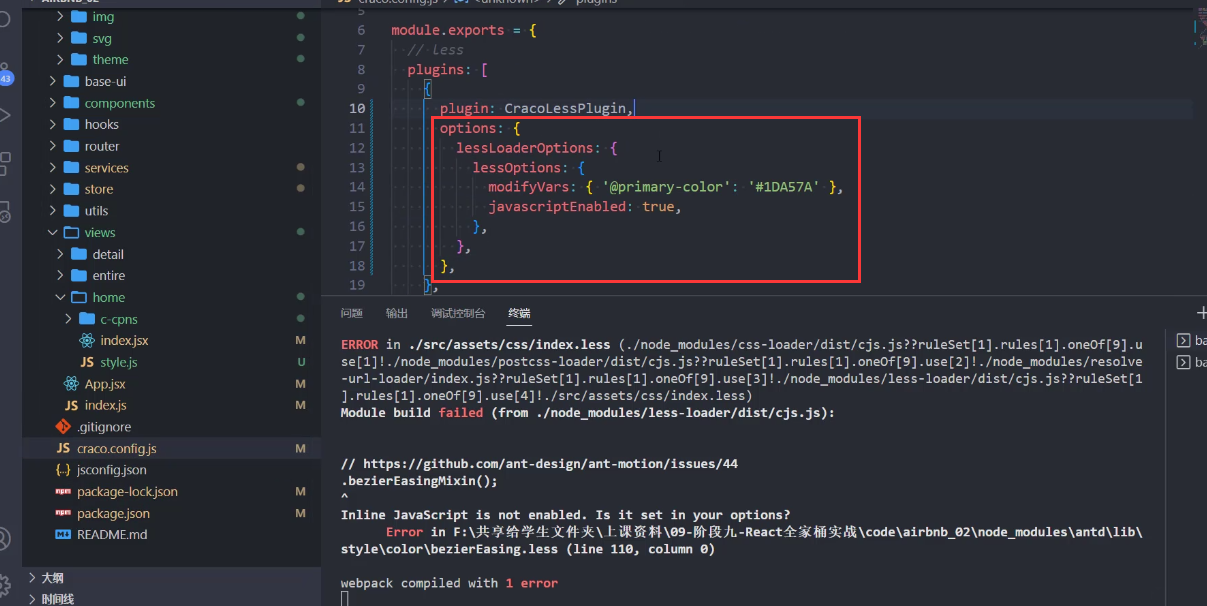 AIRBNB_02
JS craco.config.js > <unknown> > plugins
img
svg
theme
base-ui
components
hooks
router
services
store
utils
views
detail
entire
home
c-cpns
index.jsx M
JS style.js U
App.jsx M
JS index.js M
.gitignore
JS craco.config.js M
{..} jsconfig.json
npm package-lock.json M
npm package.json M
README.md
大纲
时间线
43
5
6 module.exports = {
7 // less
8 plugins: [
9 {
10 plugin: CracoLessPlugin,
11 options: {
12 lessLoaderOptions: {
13 lessOptions: {
14 modifyVars: { '@primary-color': '#1DA57A' },
15 javascriptEnabled: true,
16 },
17 },
18 },
19 },
问题 输出 调试控制台 终端
ERROR in ./src/assets/css/index.less (./node_modules/css-loader/dist/cjs.js??ruleSet[1].rules[1].oneOf[9].u
se[1]!./node_modules/postcss-loader/dist/cjs.js??ruleSet[1].rules[1].oneOf[9].use[2]!./node_modules/resolve
-url-loader/index.js??ruleSet[1].rules[1].oneOf[9].use[3]!./node_modules/less-loader/dist/cjs.js??ruleSet[1
].rules[1].oneOf[9].use[4]!./src/assets/css/index.less)
Module build failed (from ./node_modules/less-loader/dist/cjs.js):
// https://github.com/ant-design/ant-motion/issues/44
.bezierEasingMixin();
^
Inline JavaScript is not enabled. Is it set in your options?
Error in F:\共享给学生文件夹\上课资料\09-阶段九-React全家桶实战\code\airbnb_02\node_modules\antd\lib\
style\color\bezierEasing.less (line 110, column 0)
webpack compiled with 1 error
ba
ba